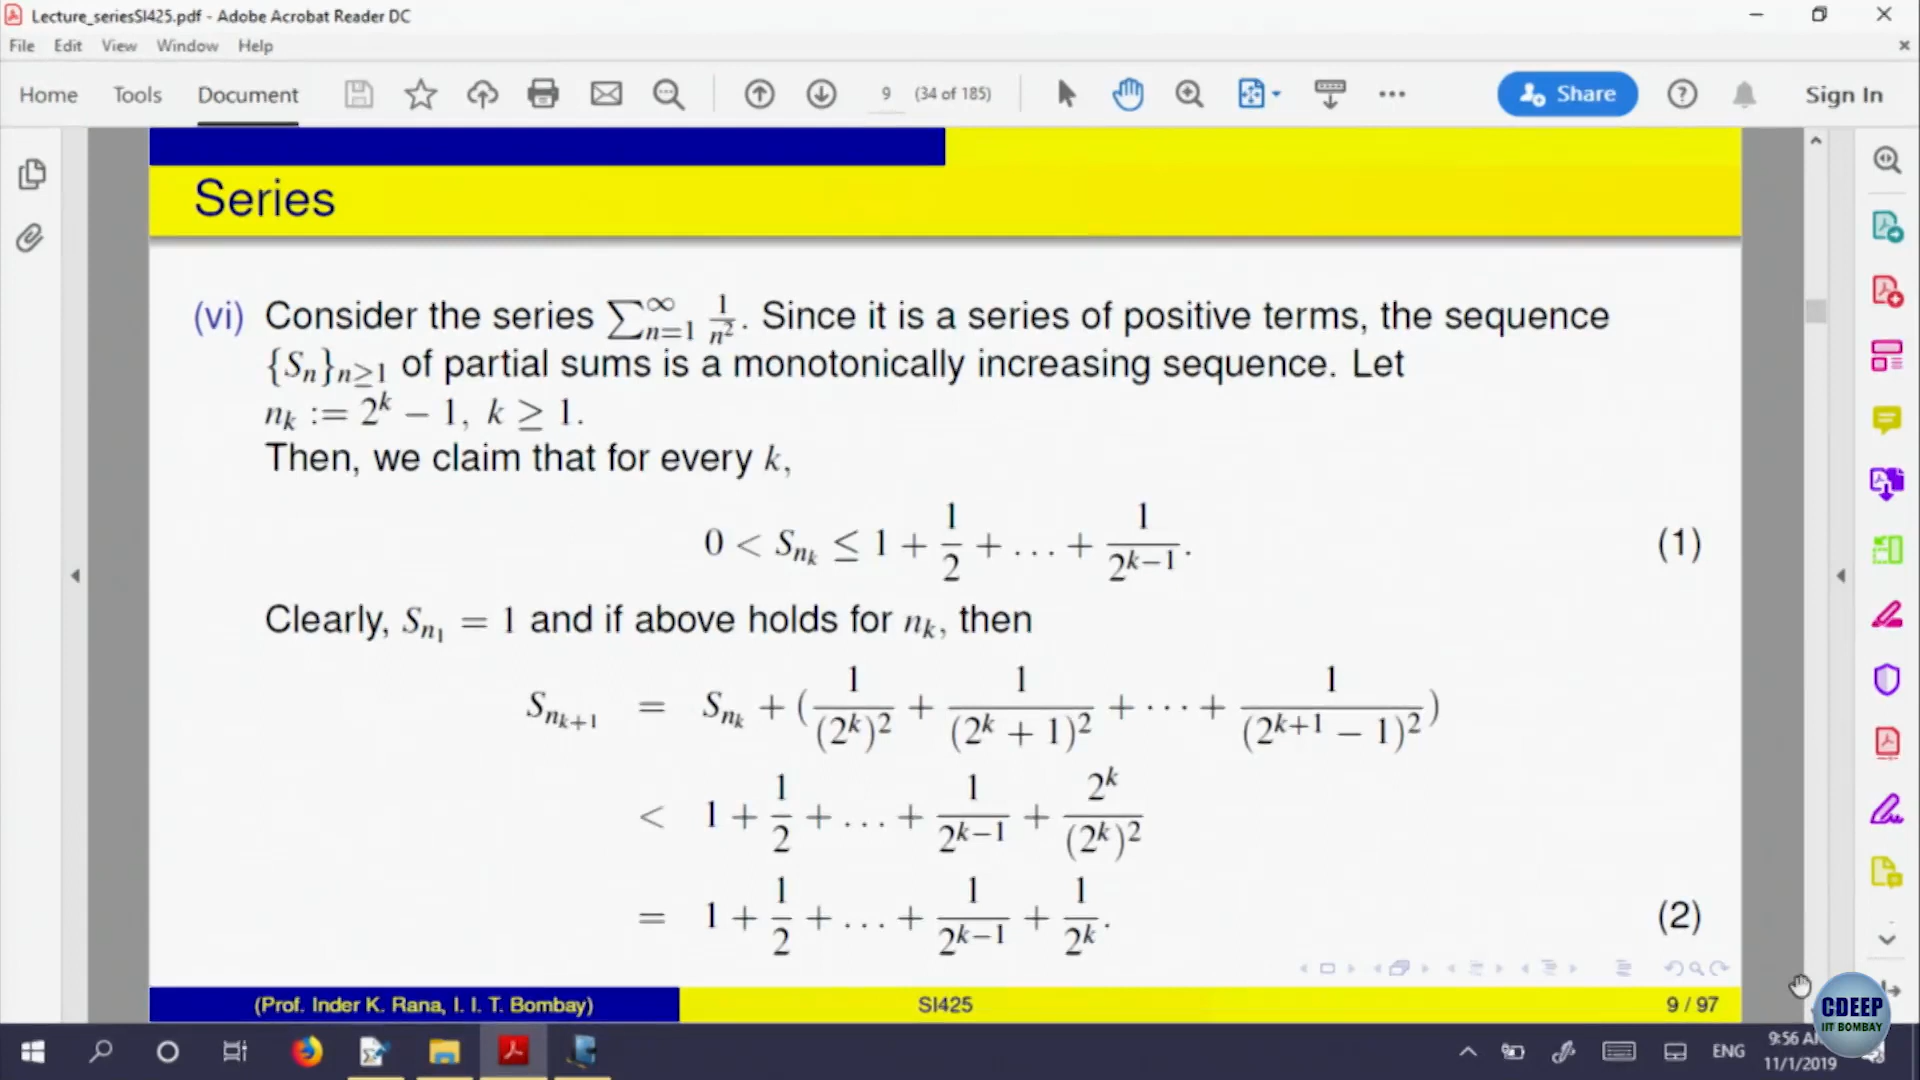 Lecture_seriesSI425.pdf - Adobe Acrobat Reader DC
File Edit View Window Help
Home Tools Document 9 (34 of 185) Share Sign In
Series
(vi) Consider the series ∑_{n=1}^{∞} 1/n². Since it is a series of positive terms, the sequence
{Sₙ}_{n≥1} of partial sums is a monotonically increasing sequence. Let
n_k := 2^k − 1, k ≥ 1.
Then, we claim that for every k,
0 < S_{n_k} ≤ 1 + 1/2 + … + 1/2^{k−1}. (1)
Clearly, S_{n_1} = 1 and if above holds for n_k, then
S_{n_{k+1}} = S_{n_k} + ( 1/(2^k)² + 1/(2^k + 1)² + ⋯ + 1/(2^{k+1} − 1)² )
< 1 + 1/2 + … + 1/2^{k−1} + 2^k/(2^k)²
= 1 + 1/2 + … + 1/2^{k−1} + 1/2^k. (2)
(Prof. Inder K. Rana, I. I. T. Bombay) SI425 9 / 97
CDEEP
IIT BOMBAY
ENG
9:56
11/1/2019